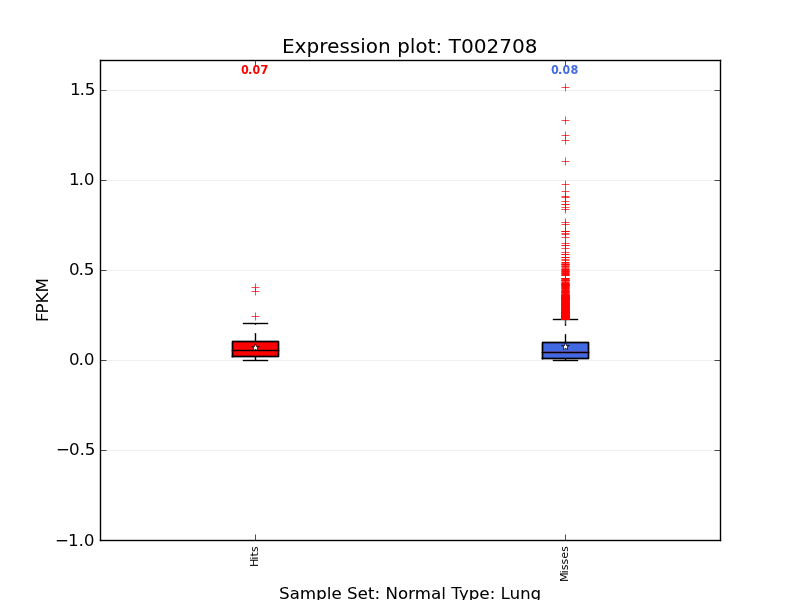 Expression plot: T002708
0.07
0.08
1.5
1.0
0.5
0.0
−0.5
−1.0
FPKM
Hits
Misses
Sample Set: Normal Type: Lung